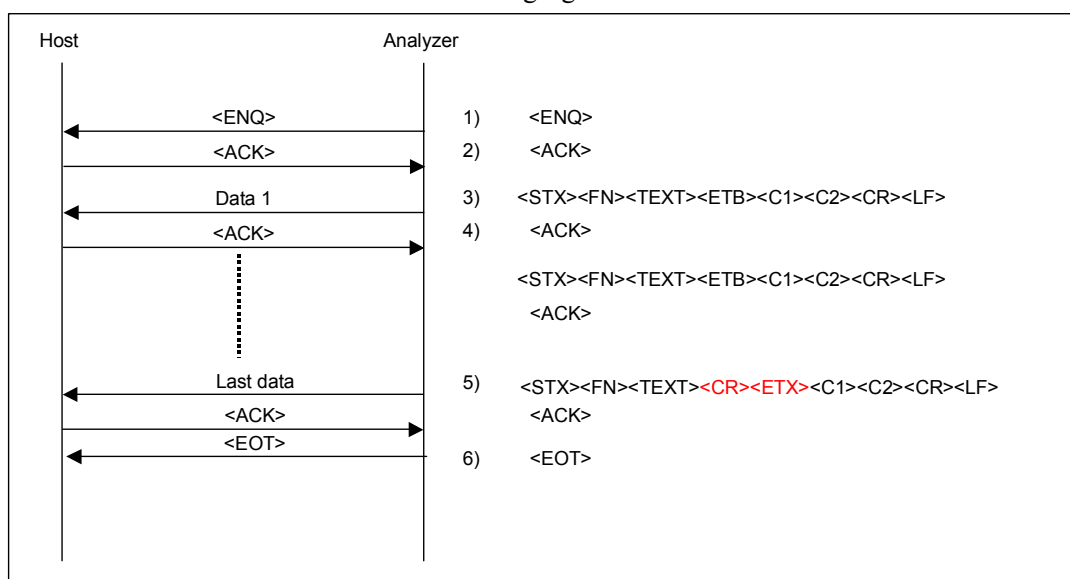 Host Analyzer
<ENQ> 1) <ENQ>
<ACK> 2) <ACK>
Data 1 3) <STX><FN><TEXT><ETB><C1><C2><CR><LF>
<ACK> 4) <ACK>
<STX><FN><TEXT><ETB><C1><C2><CR><LF>
<ACK>
Last data 5) <STX><FN><TEXT><CR><ETX><C1><C2><CR><LF>
<ACK> <ACK>
<EOT> 6) <EOT>